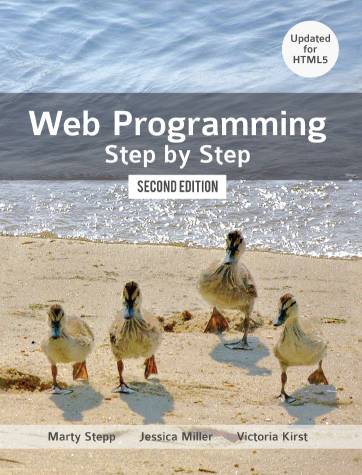 Updated
for
HTML5
Web Programming
Step by Step
SECOND EDITION
Marty Stepp Jessica Miller Victoria Kirst